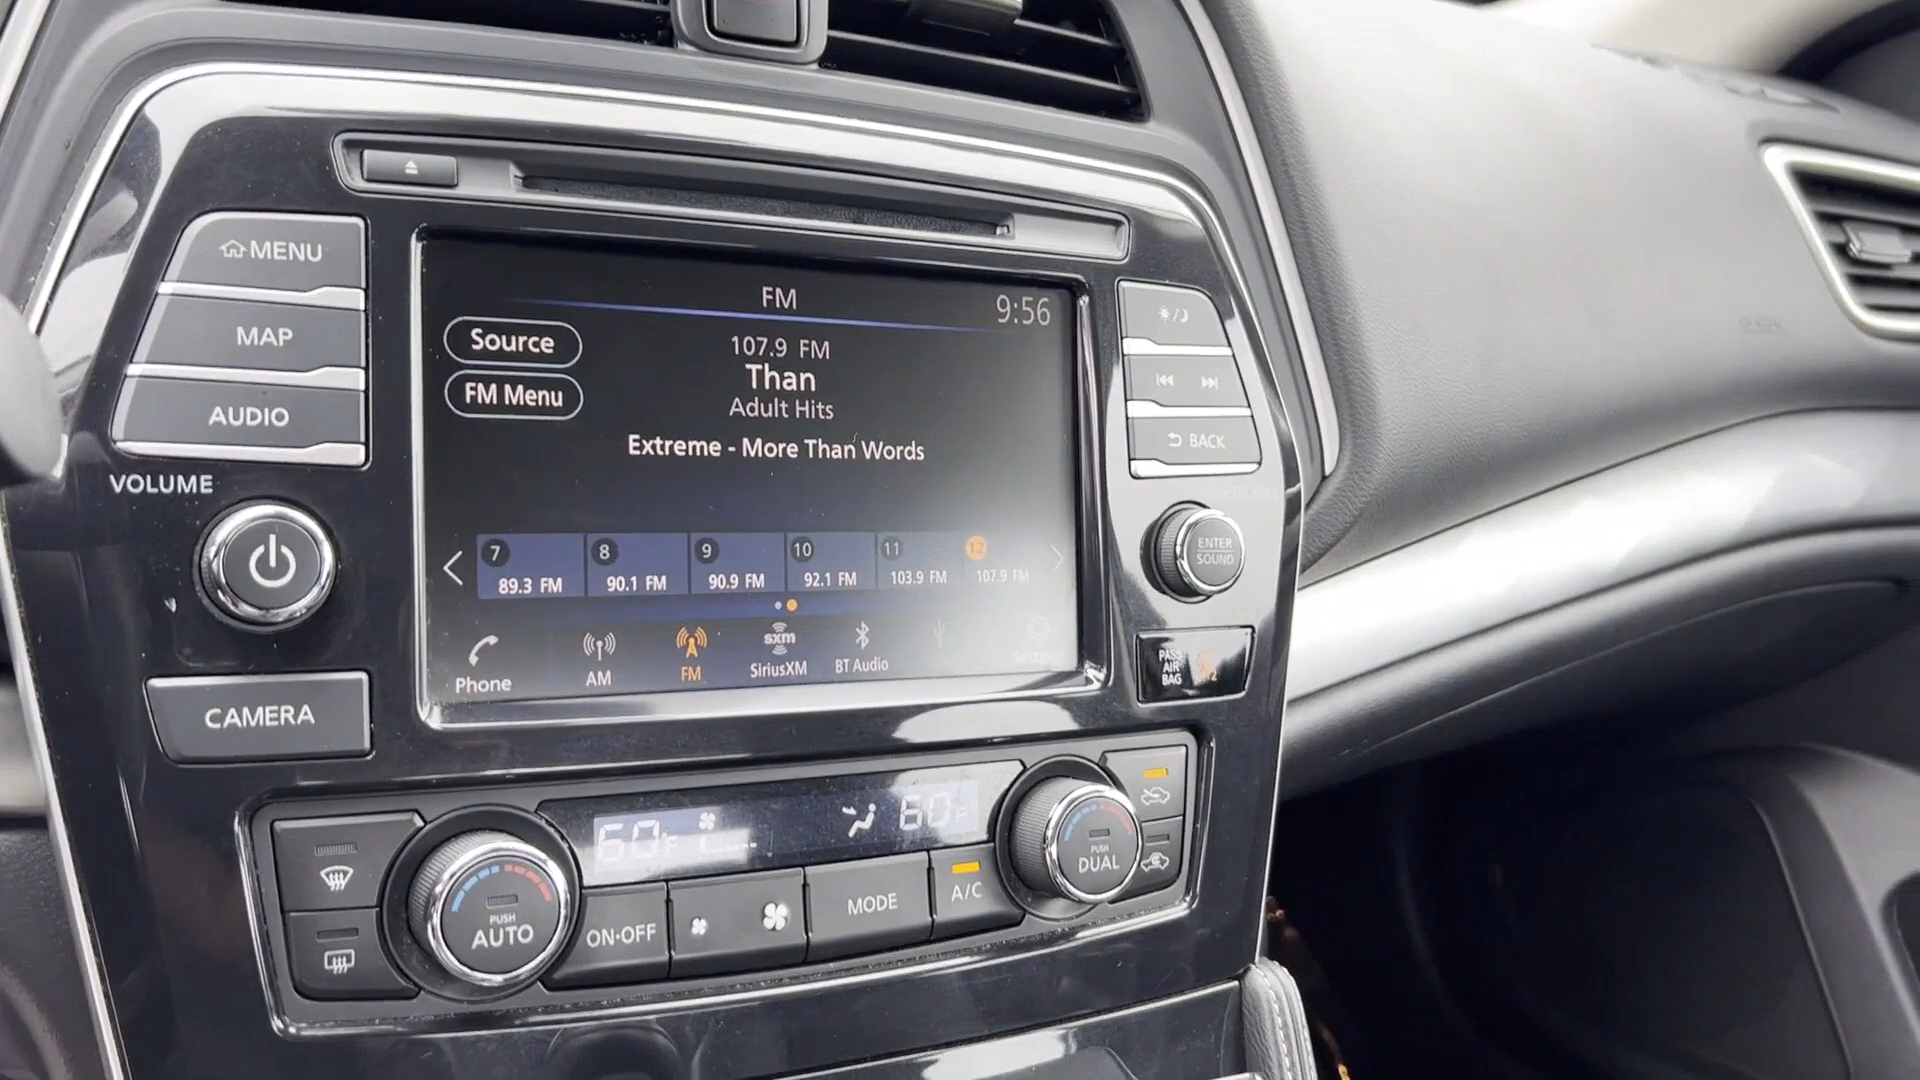 MENU
MAP
AUDIO
VOLUME
CAMERA
FM
9:56
Source
FM Menu
107.9 FM
Than
Adult Hits
Extreme - More Than Words
7 8 9 10 11 12
89.3 FM 90.1 FM 90.9 FM 92.1 FM 103.9 FM 107.9 FM
Phone
AM
FM
sxm
SiriusXM
BT Audio
Settings
BACK
ENTER
SOUND
PASS
AIR
BAG
60°F
60°F
PUSH
AUTO
ON·OFF
MODE
A/C
PUSH
DUAL